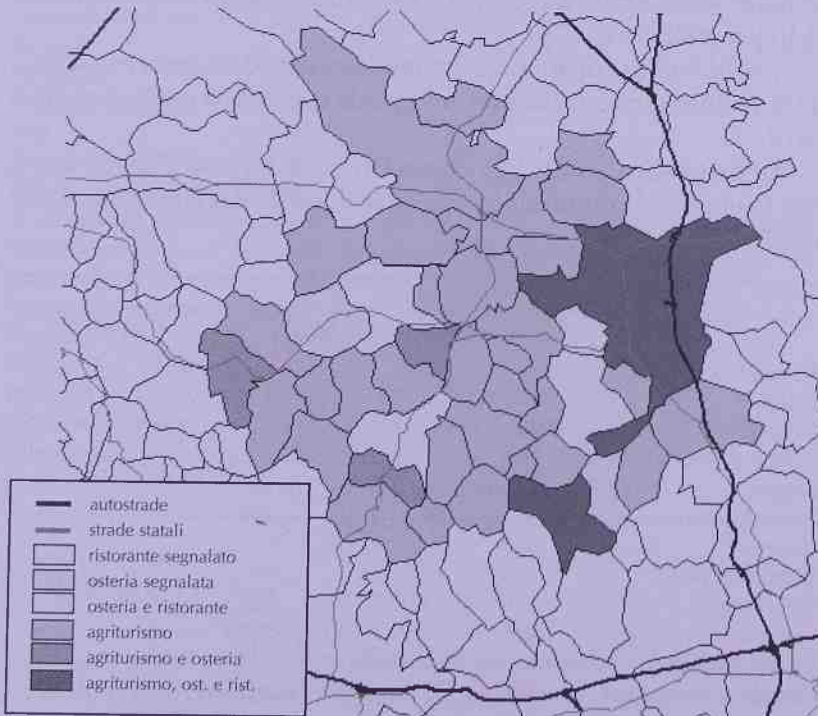 autostrade
strade statali
ristorante segnalato
osteria segnalata
osteria e ristorante
agriturismo
agriturismo e osteria
agriturismo, ost. e rist.